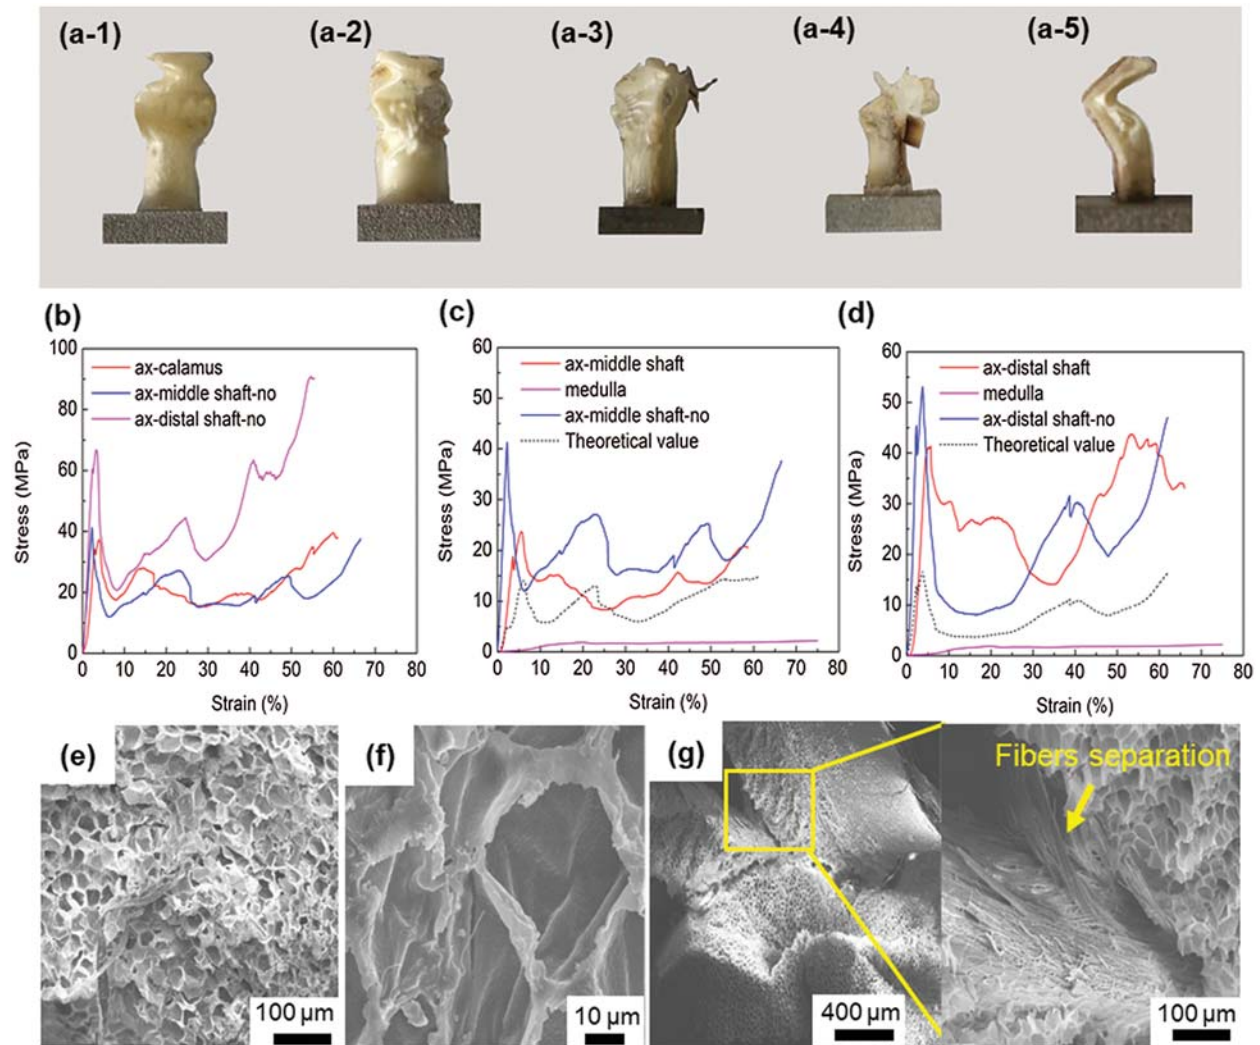 (a-1)
(a-2)
(a-3)
(a-4)
(a-5)
(b)
100
80
60
40
20
0
Stress (MPa)
ax-calamus
ax-middle shaft-no
ax-distal shaft-no
0 10 20 30 40 50 60 70 80
Strain (%)
(c)
60
50
40
30
20
10
0
Stress (MPa)
ax-middle shaft
medulla
ax-middle shaft-no
Theoretical value
0 10 20 30 40 50 60 70 80
Strain (%)
(d)
60
50
40
30
20
10
0
Stress (MPa)
ax-distal shaft
medulla
ax-distal shaft-no
Theoretical value
0 10 20 30 40 50 60 70 80
Strain (%)
(e)
100 µm
(f)
10 µm
(g)
400 µm
Fibers separation
100 µm